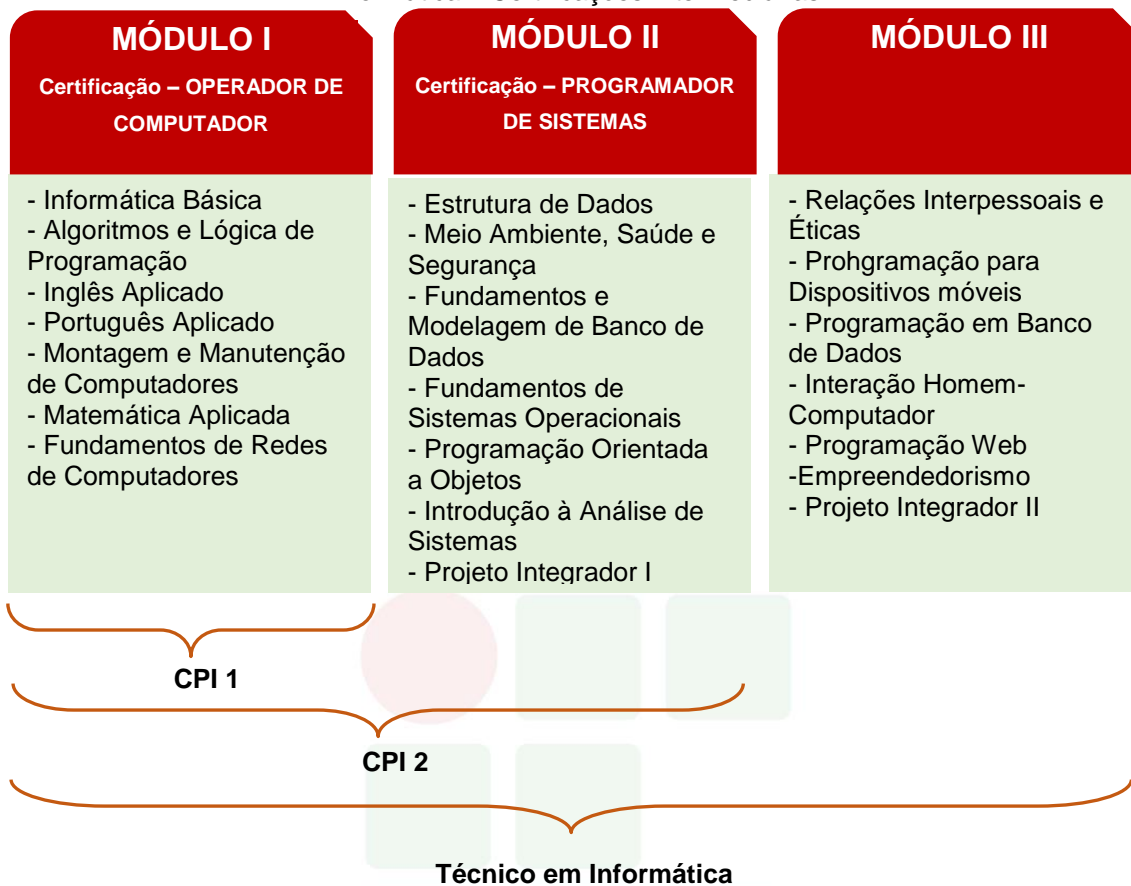 MÓDULO I
Certificação – OPERADOR DE
COMPUTADOR
- Informática Básica
- Algoritmos e Lógica de
Programação
- Inglês Aplicado
- Português Aplicado
- Montagem e Manutenção
de Computadores
- Matemática Aplicada
- Fundamentos de Redes
de Computadores
MÓDULO II
Certificação – PROGRAMADOR
DE SISTEMAS
- Estrutura de Dados
- Meio Ambiente, Saúde e
Segurança
- Fundamentos e
Modelagem de Banco de
Dados
- Fundamentos de
Sistemas Operacionais
- Programação Orientada
a Objetos
- Introdução à Análise de
Sistemas
- Projeto Integrador I
MÓDULO III
- Relações Interpessoais e
Éticas
- Prohgramação para
Dispositivos móveis
- Programação em Banco
de Dados
- Interação Homem-
Computador
- Programação Web
-Empreendedorismo
- Projeto Integrador II
CPI 1
CPI 2
Técnico em Informática